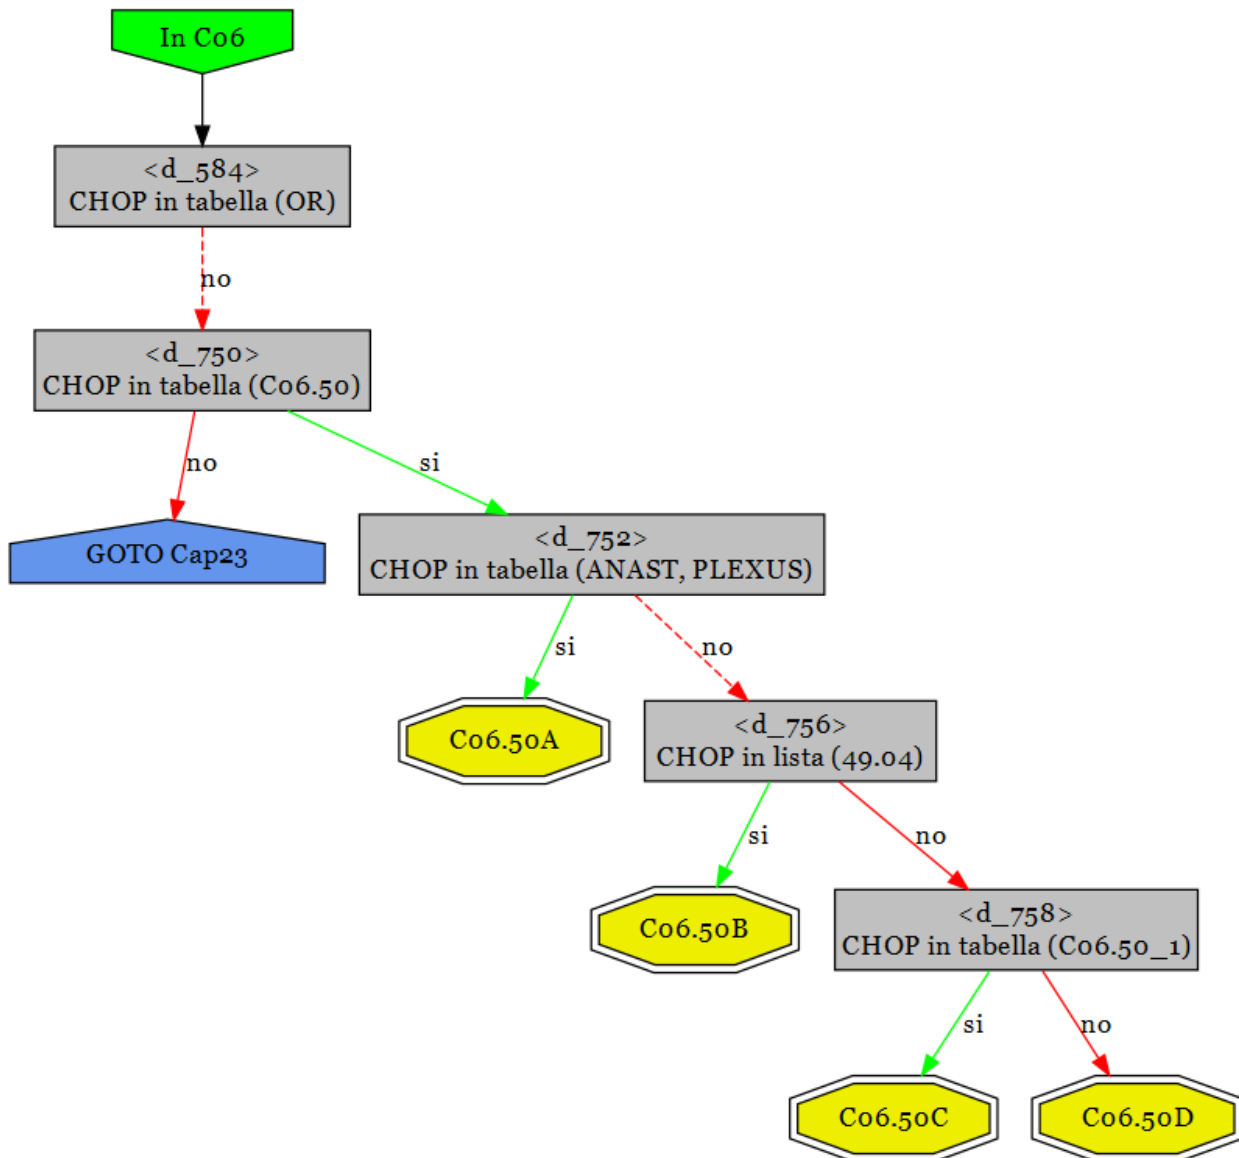 In C06
<d_584>
CHOP in tabella (OR)
no
<d_750>
CHOP in tabella (C06.50)
no
si
GOTO Cap23
<d_752>
CHOP in tabella (ANAST, PLEXUS)
si
no
C06.50A
<d_756>
CHOP in lista (49.04)
si
no
C06.50B
<d_758>
CHOP in tabella (C06.50_1)
si
no
C06.50C
C06.50D